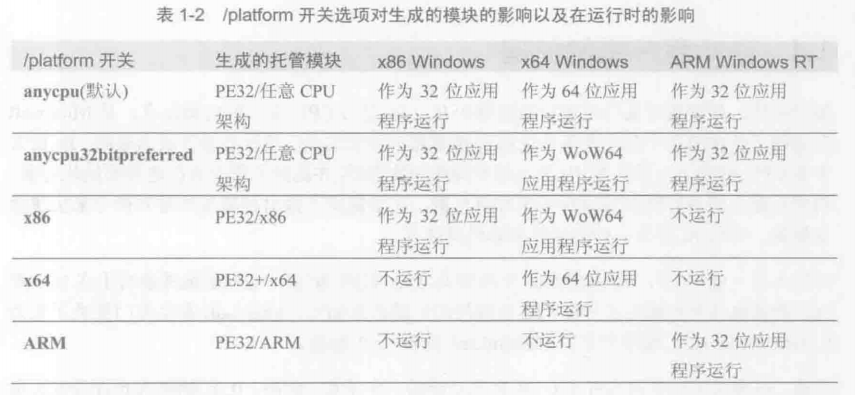 表 1-2 /platform 开关选项对生成的模块的影响以及在运行时的影响
/platform 开关 生成的托管模块 x86 Windows x64 Windows ARM Windows RT
anycpu(默认) PE32/任意 CPU 作为 32 位应用 作为 64 位应用 作为 32 位应用
架构 程序运行 程序运行 程序运行
anycpu32bitpreferred PE32/任意 CPU 作为 32 位应用 作为 WoW64 作为 32 位应用
架构 程序运行 应用程序运行 程序运行
x86 PE32/x86 作为 32 位应用 作为 WoW64 不运行
程序运行 应用程序运行
x64 PE32+/x64 不运行 作为 64 位应用 不运行
程序运行
ARM PE32/ARM 不运行 不运行 作为 32 位应用
程序运行